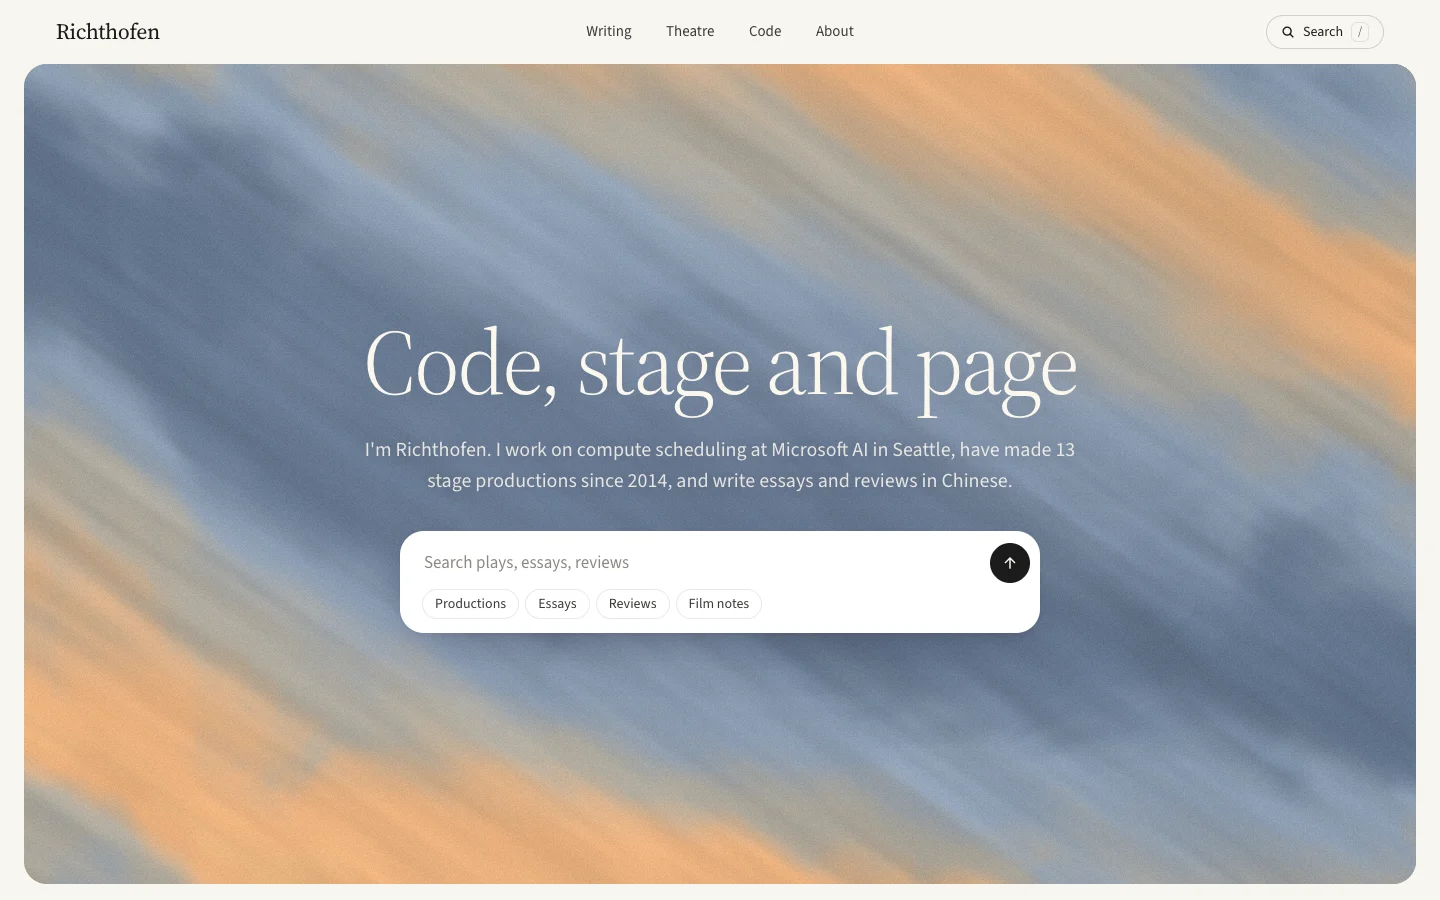 Richthofen
Writing
Theatre
Code
About
Search /
Code, stage and page
I'm Richthofen. I work on compute scheduling at Microsoft AI in Seattle, have made 13
stage productions since 2014, and write essays and reviews in Chinese.
Search plays, essays, reviews
Productions
Essays
Reviews
Film notes